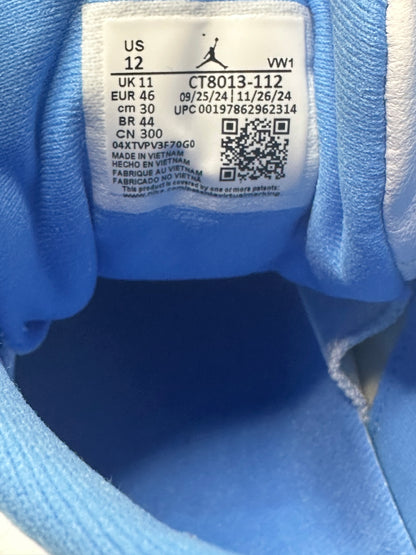 US
12
VW1
UK 11 CT8013-112
EUR 46 09/25/24 11/26/24
cm 30 UPC 00197862962314
BR 44
CN 300
04XTVPV3F70G0
MADE IN VIETNAM
HECHO EN VIETNAM
FABRIQUE AU VIETNAM
FABRICADO NO VIETNAM
This product is covered by one or more patents: